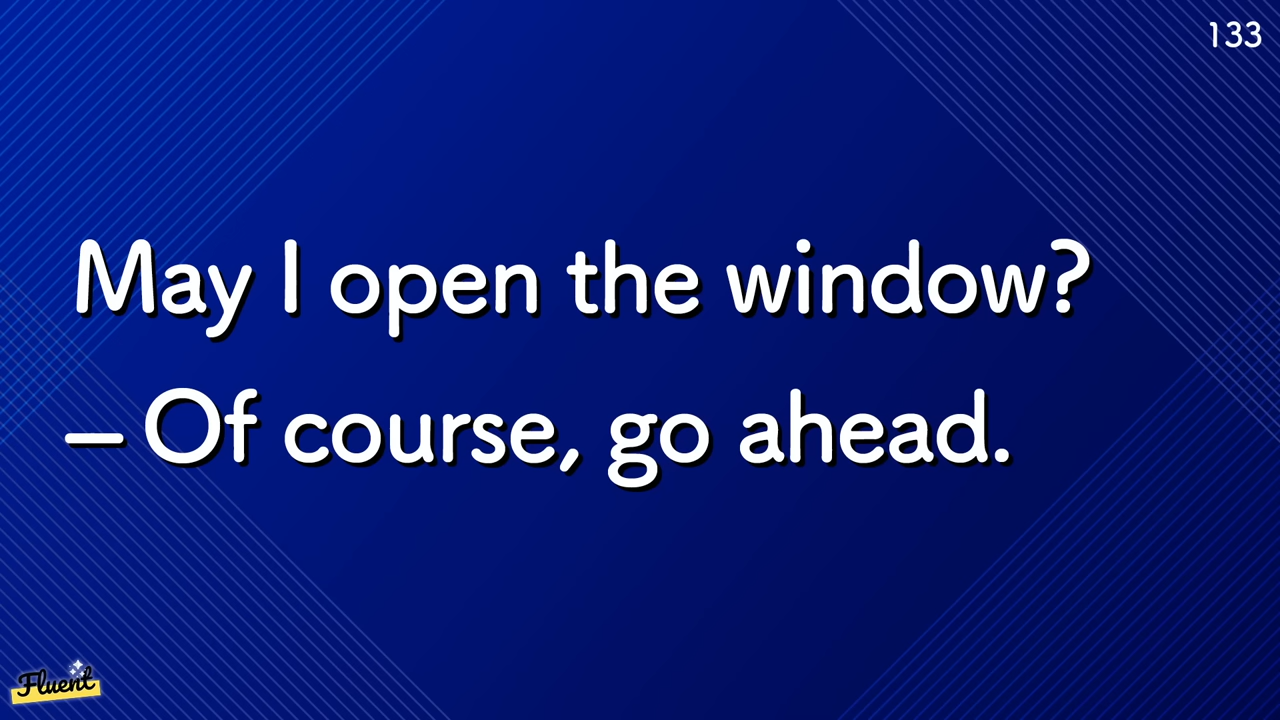 133
May I open the window?
– Of course, go ahead.
Fluent